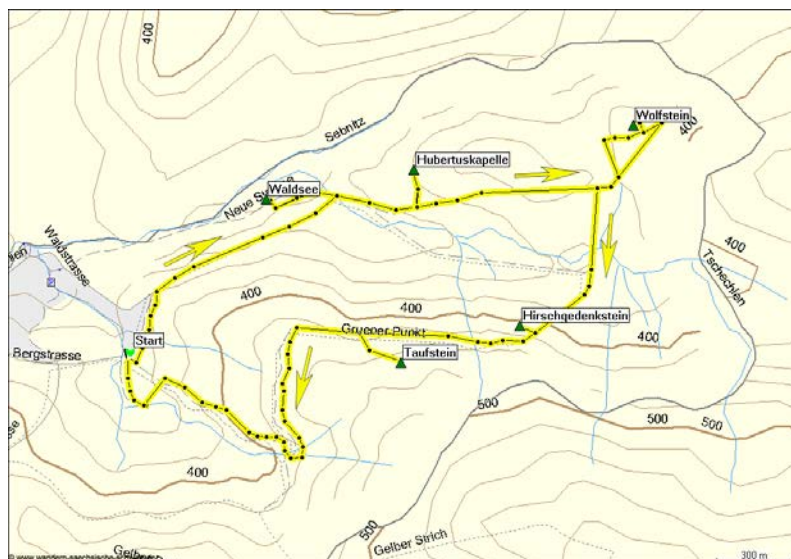 400
Wolfstein
400
Sebnitz
Hubertuskapelle
Waldsee
Neue
Waldstrasse
400
Tschechien
400
Hirschgedenkstein
Gruener Punkt
400
Start
Bergstrasse
Taufstein
500
500
500
400
500
Gelber Strich
300 m